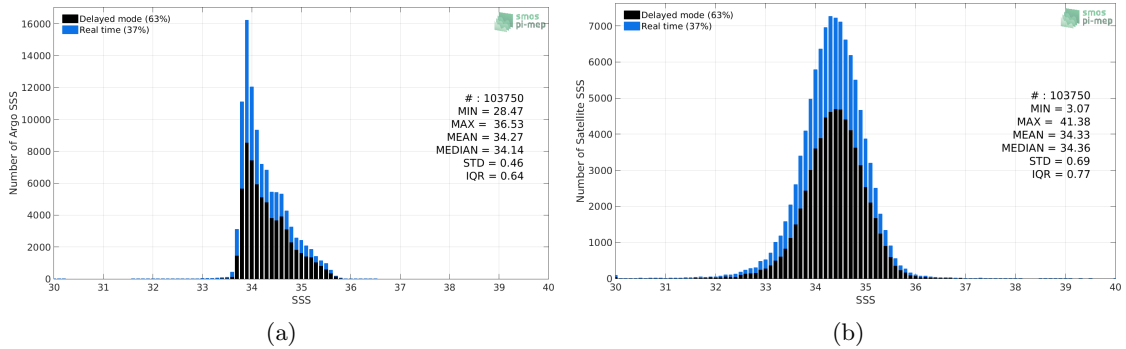 Delayed mode (63%)
Real time (37%)
smos
pi-mep
# : 103750
MIN = 28.47
MAX = 36.53
MEAN = 34.27
MEDIAN = 34.14
STD = 0.46
IQR = 0.64
Number of Argo SSS
16000
14000
12000
10000
8000
6000
4000
2000
0
30 31 32 33 34 35 36 37 38 39 40
SSS
(a)
Delayed mode (63%)
Real time (37%)
smos
pi-mep
# : 103750
MIN = 3.07
MAX = 41.38
MEAN = 34.33
MEDIAN = 34.36
STD = 0.69
IQR = 0.77
Number of Satellite SSS
7000
6000
5000
4000
3000
2000
1000
0
30 31 32 33 34 35 36 37 38 39 40
SSS
(b)